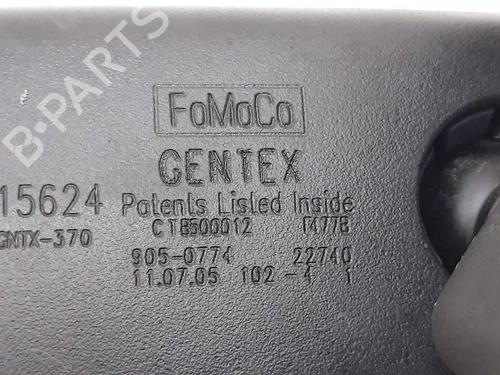 FoMoCo
GENTEX
15624 Patents Listed Inside
GNTX-370 CTB500012
905-0774 22740
11.07.05 102-4 1
B-PARTS